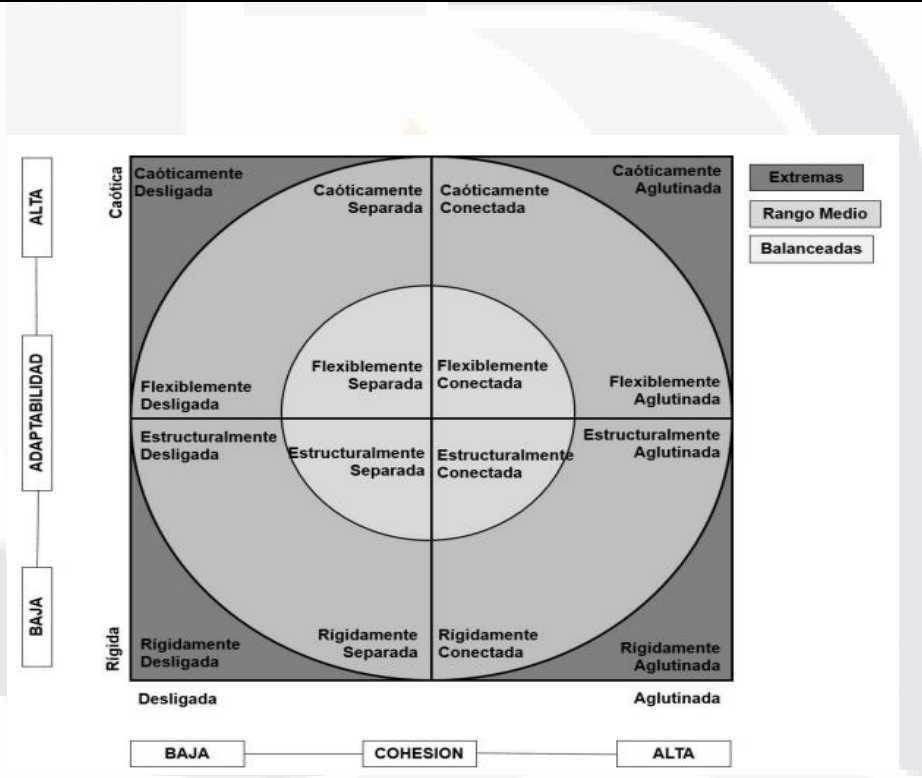 ALTA
ADAPTABILIDAD
BAJA
Caótica
Rígida
Caóticamente
Desligada
Caóticamente
Separada
Caóticamente
Conectada
Caóticamente
Aglutinada
Flexiblemente
Desligada
Flexiblemente
Separada
Flexiblemente
Conectada
Flexiblemente
Aglutinada
Estructuralmente
Desligada
Estructuralmente
Separada
Estructuralmente
Conectada
Estructuralmente
Aglutinada
Rígidamente
Desligada
Rígidamente
Separada
Rígidamente
Conectada
Rígidamente
Aglutinada
Desligada
Aglutinada
BAJA
COHESION
ALTA
Extremas
Rango Medio
Balanceadas